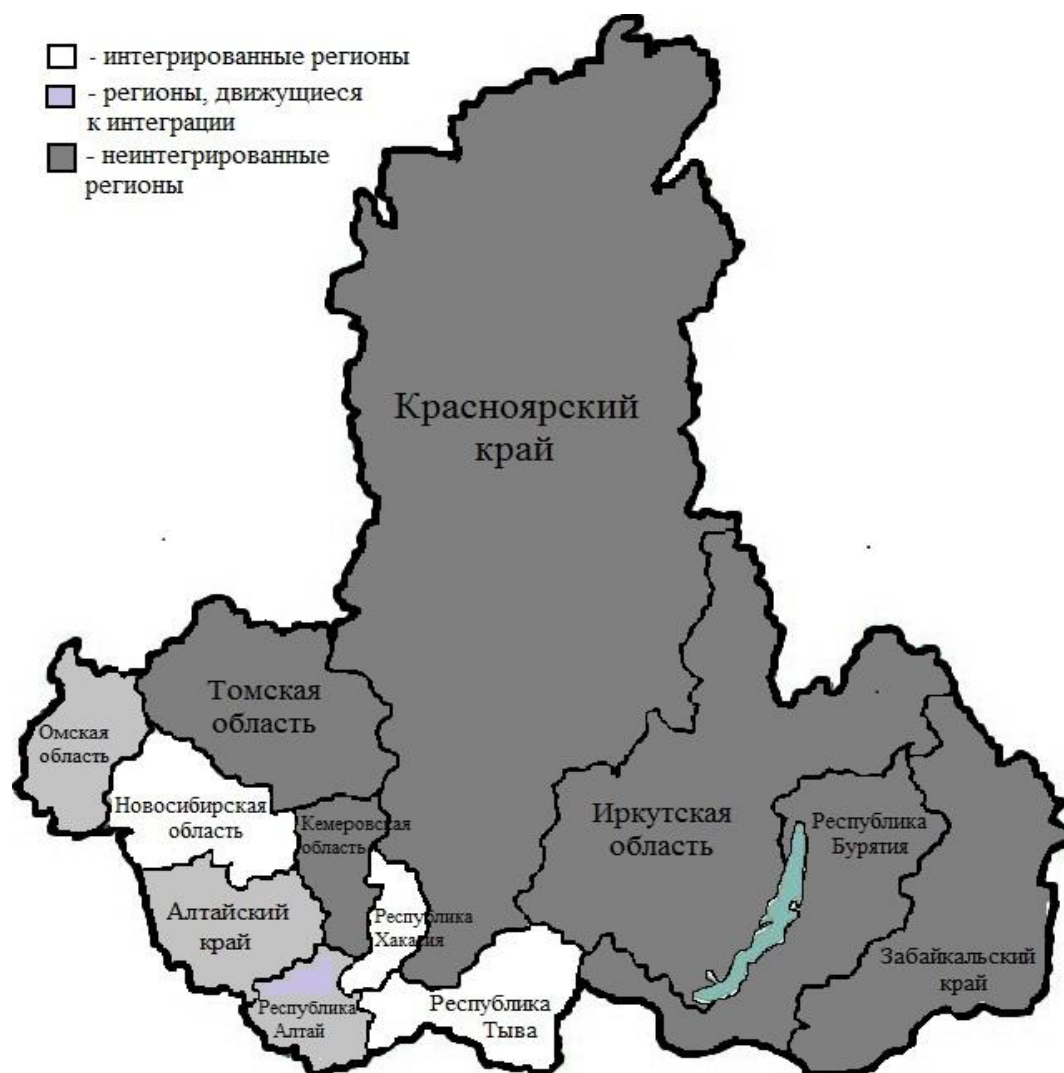 - интегрированные регионы
- регионы, движущиеся
к интеграции
- неинтегрированные
регионы
Красноярский
край
Томская
область
Омская
область
Новосибирская
область
Кемеровская
область
Иркутская
область
Республика
Бурятия
Алтайский
край
Республика
Хакасия
Забайкальский
край
Республика
Алтай
Республика
Тыва